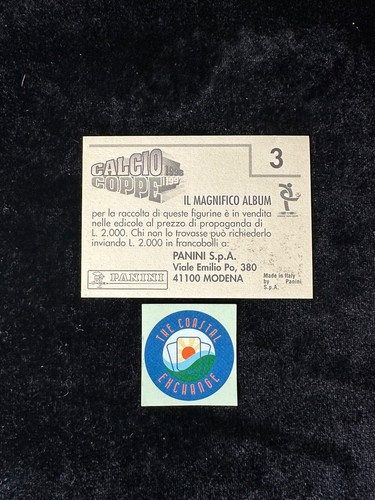 3
CALCIO
COPPE
IL MAGNIFICO ALBUM
per la raccolta di queste figurine è in vendita
nelle edicole al prezzo di propaganda di
L. 2.000. Chi non lo trovasse può richiederlo
inviando L. 2.000 in francobolli a:
PANINI S.p.A.
Viale Emilio Po, 380
41100 MODENA
PANINI
Made in Italy
by Panini
S.p.A.
THE COASTAL
EXCHANGE